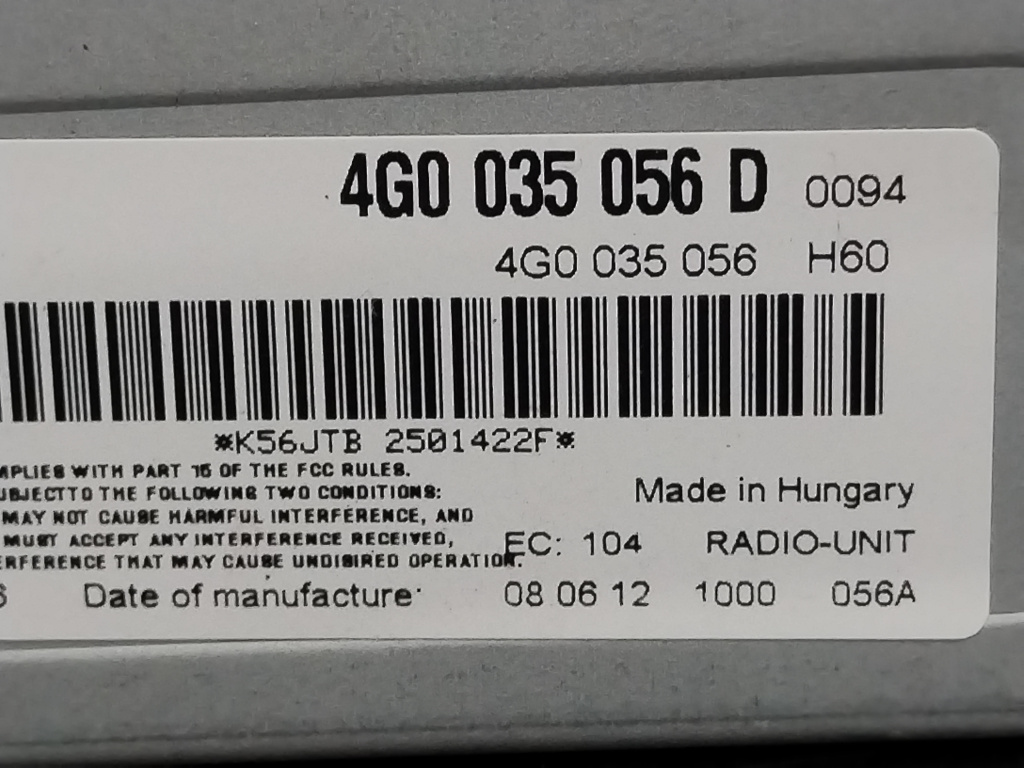 4G0 035 056 D 0094
4G0 035 056 H60
*K56JTB 2501422F*
MPLIES WITH PART 15 OF THE FCC RULES.
UBJECTTO THE FOLLOWING TWO CONDITIONS:
MAY NOT CAUSE HARMFUL INTERFERENCE, AND
MUST ACCEPT ANY INTERFERENCE RECEIVED,
ERFERENCE THAT MAY CAUSE UNDISIRED OPERATION.
Made in Hungary
EC: 104 RADIO-UNIT
Date of manufacture: 08 06 12 1000 056A